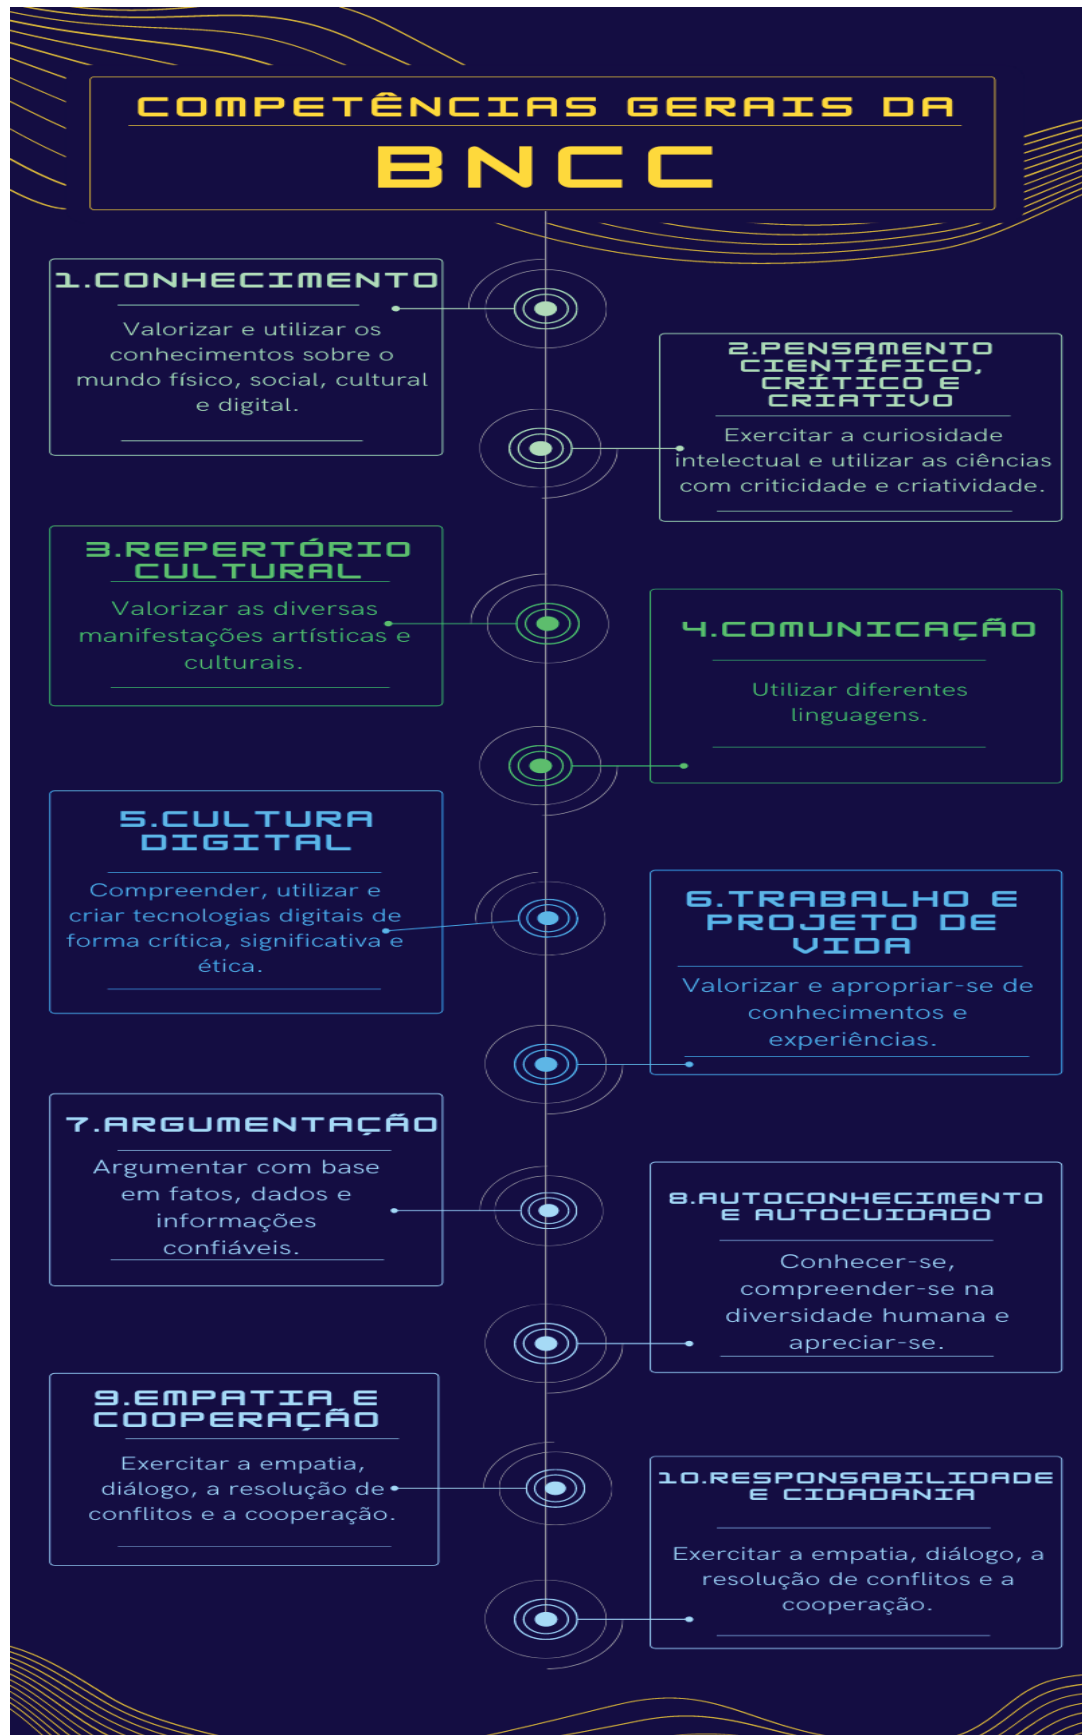 COMPETÊNCIAS GERAIS DA
BNCC
1.CONHECIMENTO
Valorizar e utilizar os
conhecimentos sobre o
mundo físico, social, cultural
e digital.
2.PENSAMENTO
CIENTÍFICO,
CRÍTICO E
CRIATIVO
Exercitar a curiosidade
intelectual e utilizar as ciências
com criticidade e criatividade.
3.REPERTÓRIO
CULTURAL
Valorizar as diversas
manifestações artísticas e
culturais.
4.COMUNICAÇÃO
Utilizar diferentes
linguagens.
5.CULTURA
DIGITAL
Compreender, utilizar e
criar tecnologias digitais de
forma crítica, significativa e
ética.
6.TRABALHO E
PROJETO DE
VIDA
Valorizar e apropriar-se de
conhecimentos e
experiências.
7.ARGUMENTAÇÃO
Argumentar com base
em fatos, dados e
informações
confiáveis.
8.AUTOCONHECIMENTO
E AUTOCUIDADO
Conhecer-se,
compreender-se na
diversidade humana e
apreciar-se.
9.EMPATIA E
COOPERAÇÃO
Exercitar a empatia,
diálogo, a resolução de
conflitos e a cooperação.
10.RESPONSABILIDADE
E CIDADANIA
Exercitar a empatia, diálogo, a
resolução de conflitos e a
cooperação.